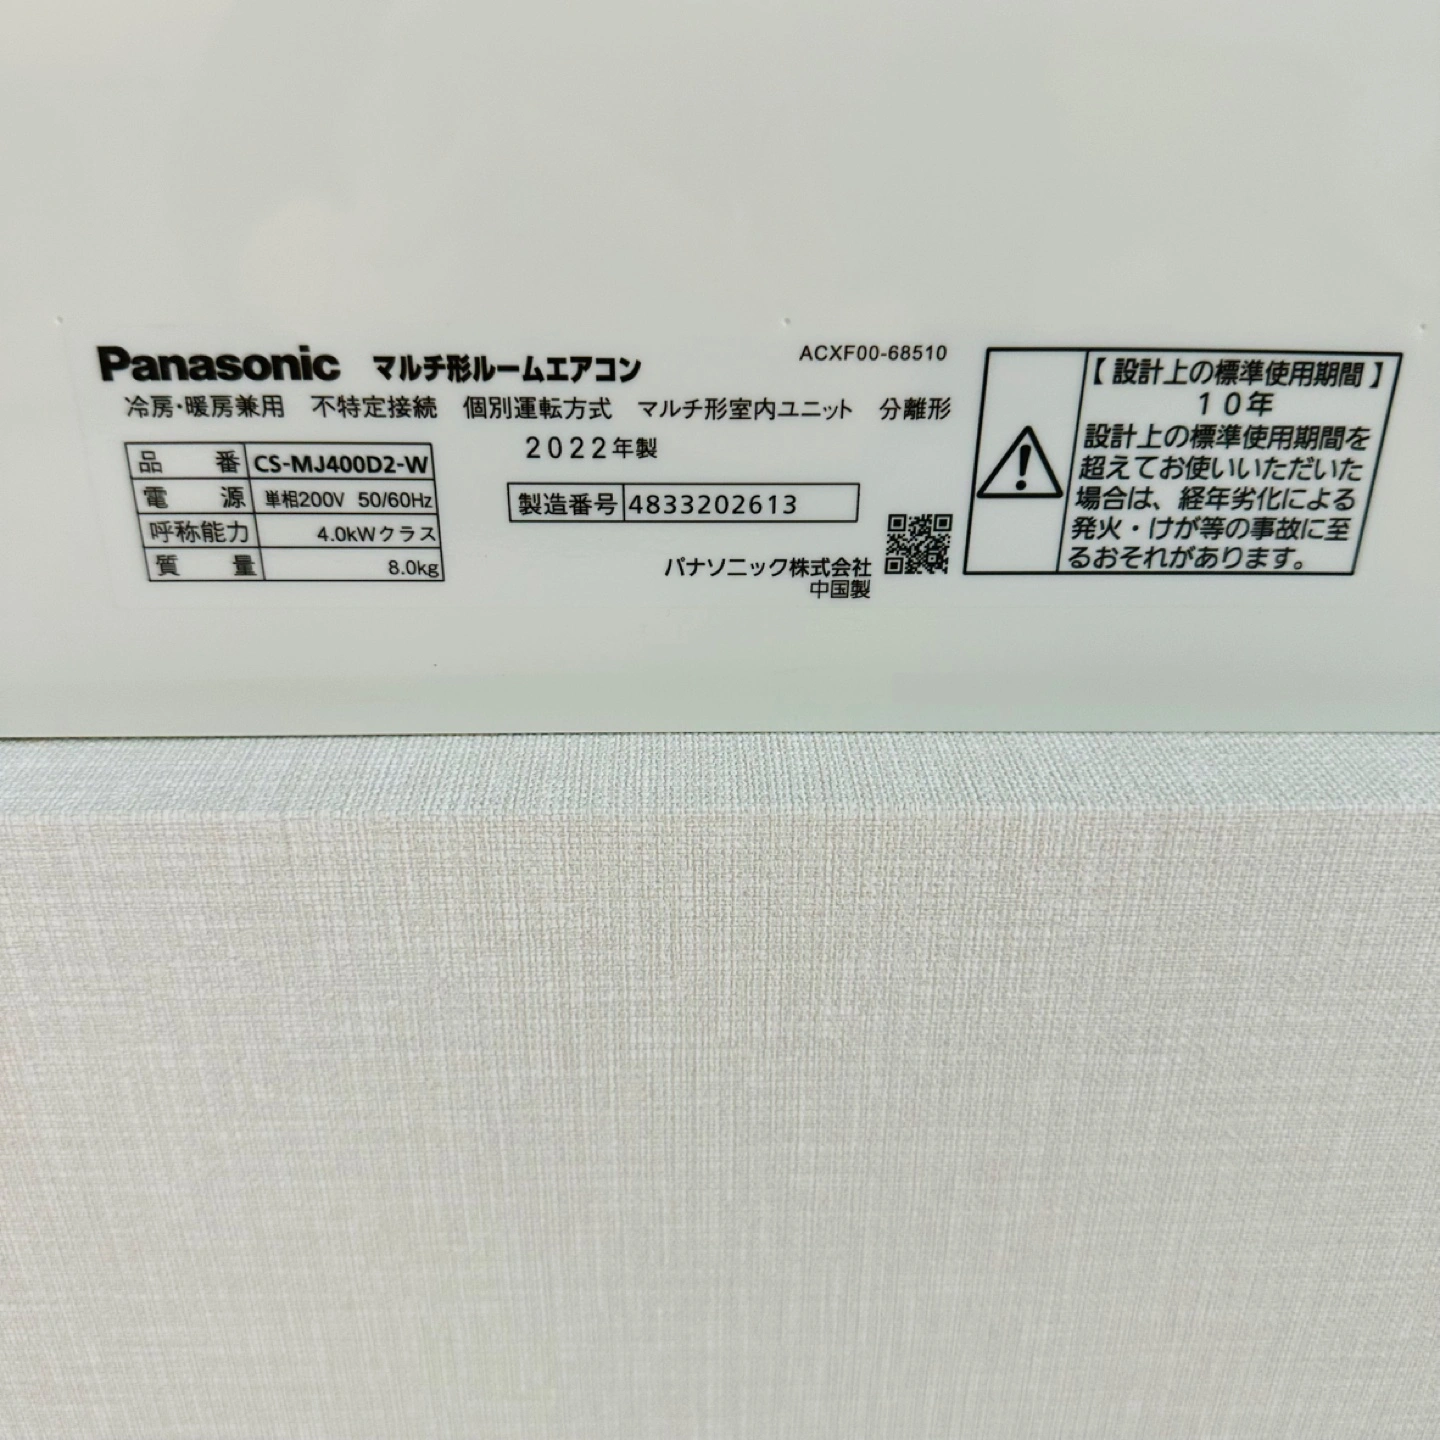 Panasonic マルチ形ルームエアコン ACXF00-68510
冷房・暖房兼用 不特定接続 個別運転方式 マルチ形室内ユニット 分離形
2022年製
品番 CS-MJ400D2-W
電源 単相200V 50/60Hz
呼称能力 4.0kWクラス
質量 8.0kg
製造番号 4833202613
パナソニック株式会社
中国製
【設計上の標準使用期間】
10年
設計上の標準使用期間を
超えてお使いいただいた
場合は、経年劣化による
発火・けが等の事故に至
るおそれがあります。